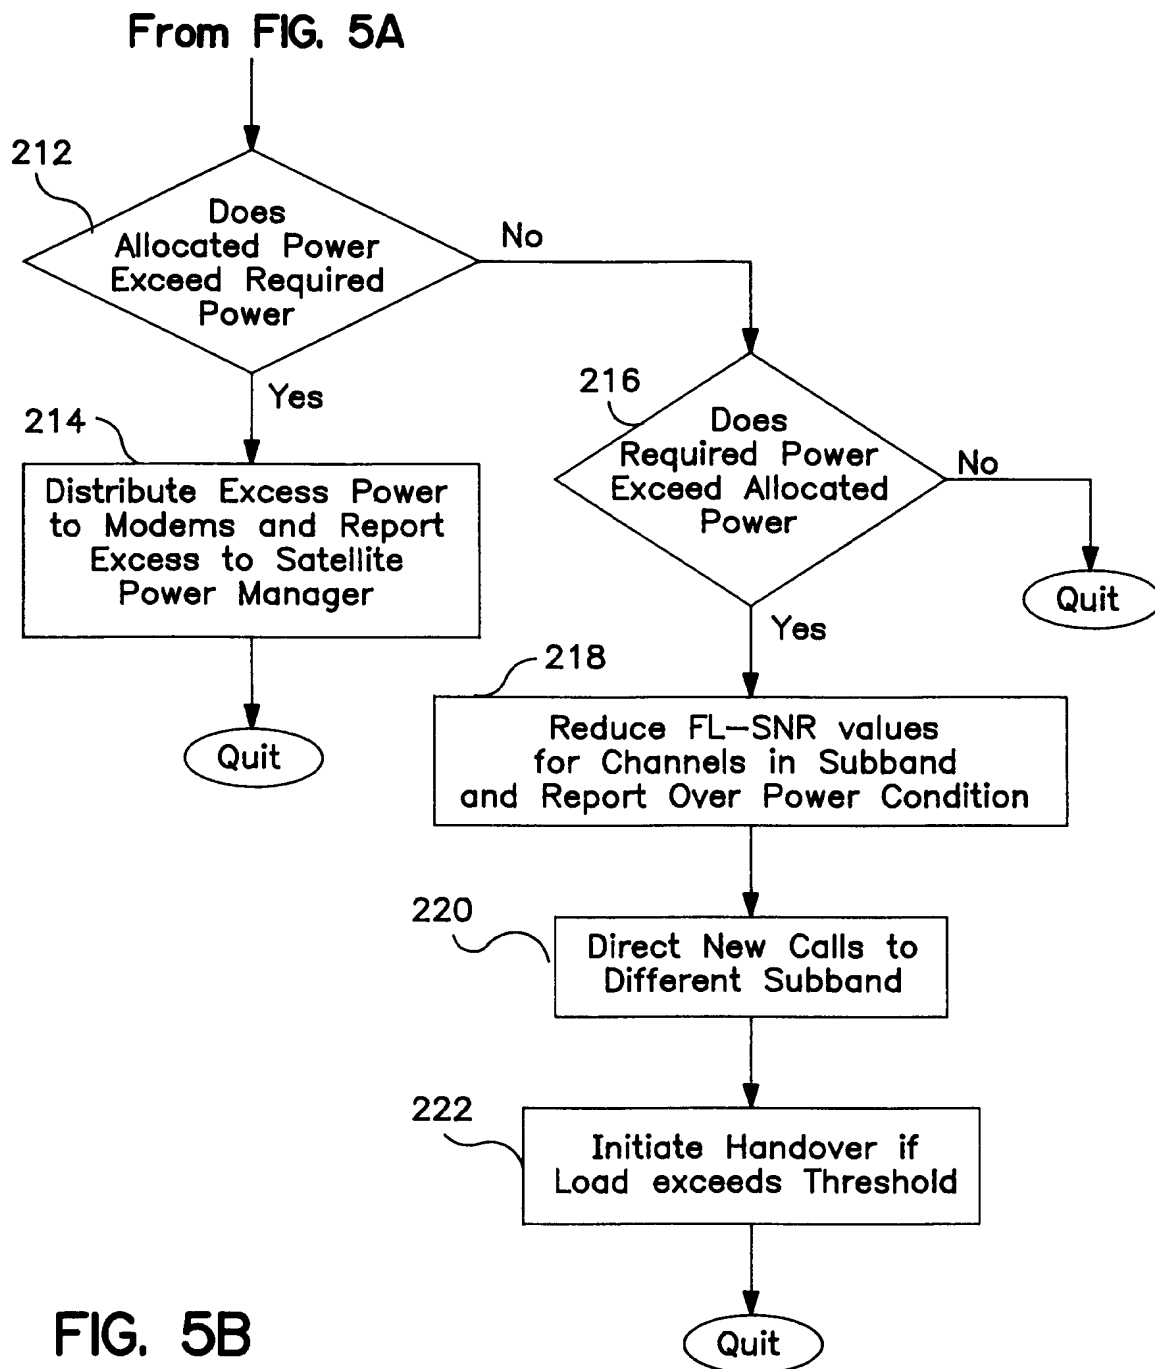 From FIG. 5A
212
Does
Allocated Power
Exceed Required
Power
No
Yes
214
Distribute Excess Power
to Modems and Report
Excess to Satellite
Power Manager
Quit
216
Does
Required Power
Exceed Allocated
Power
No
Quit
Yes
218
Reduce FL-SNR values
for Channels in Subband
and Report Over Power Condition
220
Direct New Calls to
Different Subband
222
Initiate Handover if
Load exceeds Threshold
Quit
FIG. 5B